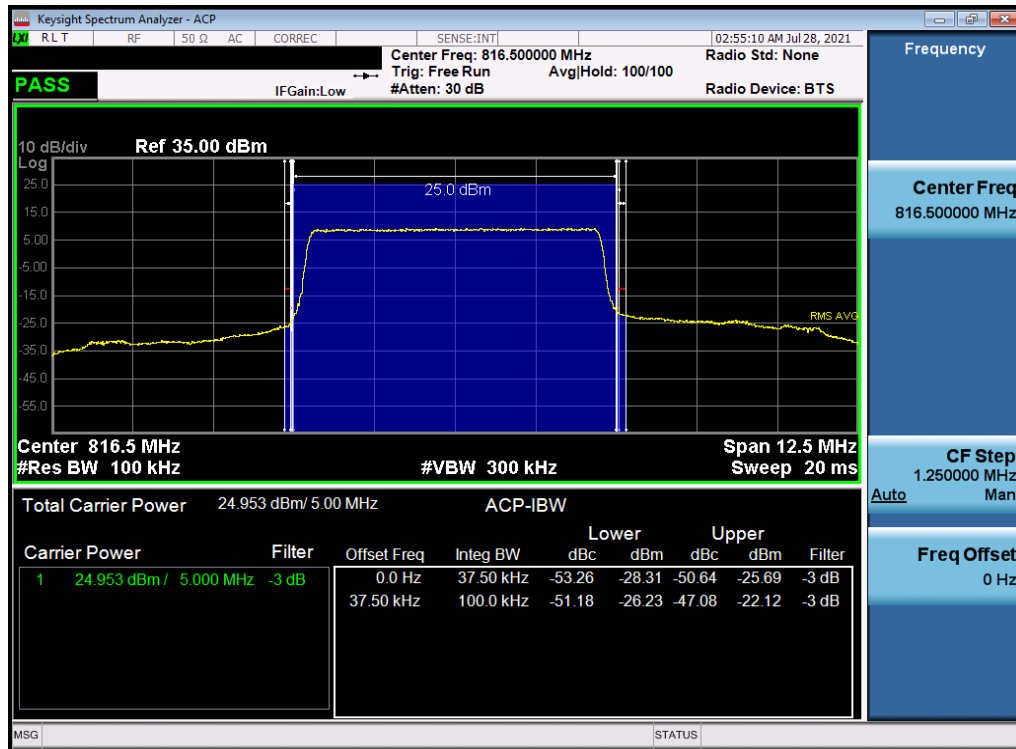 Keysight Spectrum Analyzer - ACP
LXI RLT RF 50 Ω AC CORREC SENSE:INT 02:55:10 AM Jul 28, 2021
Center Freq: 816.500000 MHz Radio Std: None
Trig: Free Run Avg|Hold: 100/100
PASS IFGain:Low #Atten: 30 dB Radio Device: BTS
10 dB/div Ref 35.00 dBm
Log
25.0
25.0 dBm
15.0
5.00
-5.00
-15.0
-25.0
RMS AVG
-35.0
-45.0
-55.0
Center 816.5 MHz Span 12.5 MHz
#Res BW 100 kHz #VBW 300 kHz Sweep 20 ms
Total Carrier Power 24.953 dBm/ 5.00 MHz ACP-IBW
Lower Upper
Carrier Power Filter Offset Freq Integ BW dBc dBm dBc dBm Filter
1 24.953 dBm / 5.000 MHz -3 dB 0.0 Hz 37.50 kHz -53.26 -28.31 -50.64 -25.69 -3 dB
37.50 kHz 100.0 kHz -51.18 -26.23 -47.08 -22.12 -3 dB
MSG STATUS
Frequency
Center Freq
816.500000 MHz
CF Step
1.250000 MHz
Auto Man
Freq Offset
0 Hz